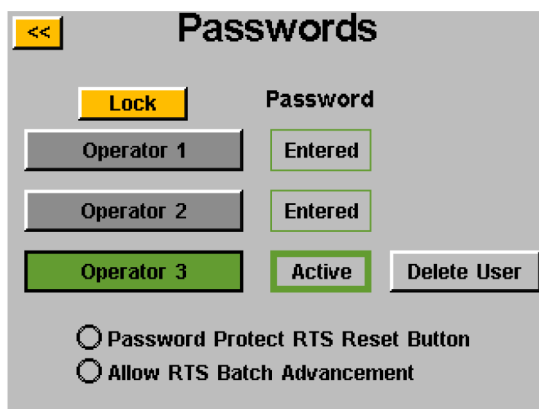 << Passwords
Lock Password
Operator 1 Entered
Operator 2 Entered
Operator 3 Active Delete User
Password Protect RTS Reset Button
Allow RTS Batch Advancement